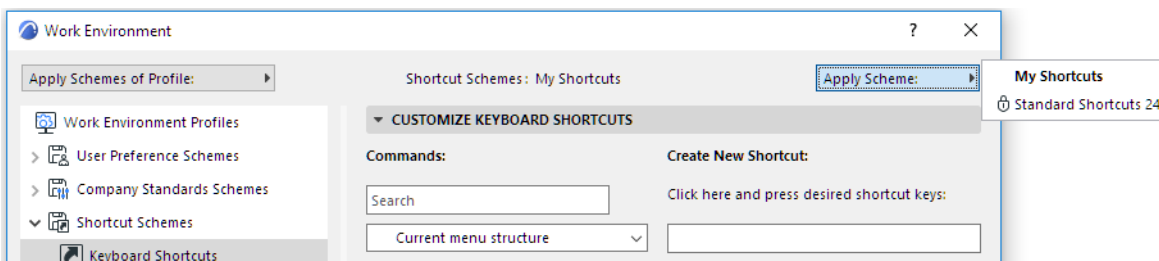 Work Environment
?
Apply Schemes of Profile:
Shortcut Schemes: My Shortcuts
Apply Scheme:
My Shortcuts
Standard Shortcuts 24
Work Environment Profiles
User Preference Schemes
Company Standards Schemes
Shortcut Schemes
Keyboard Shortcuts
CUSTOMIZE KEYBOARD SHORTCUTS
Commands:
Search
Current menu structure
Create New Shortcut:
Click here and press desired shortcut keys: